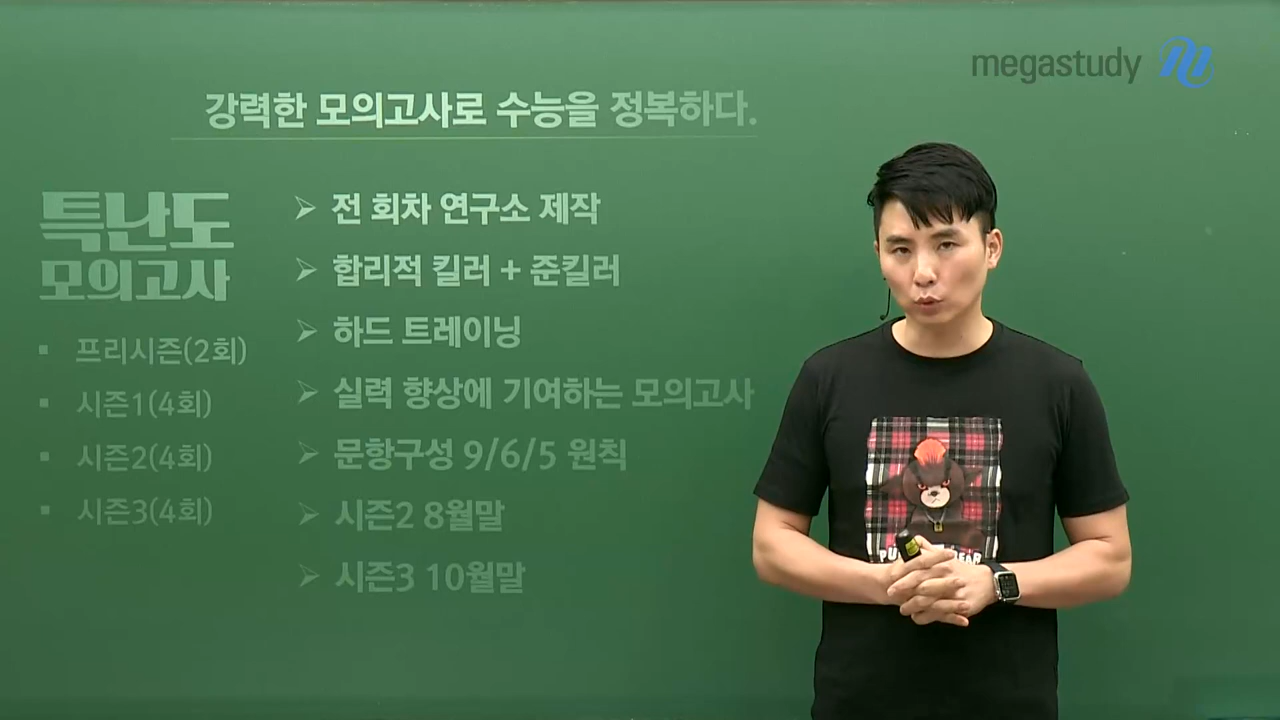 megastudy
강력한 모의고사로 수능을 정복하다.
특난도
모의고사
프리시즌(2회)
시즌1(4회)
시즌2(4회)
시즌3(4회)
전 회차 연구소 제작
합리적 킬러 + 준킬러
하드 트레이닝
실력 향상에 기여하는 모의고사
문항구성 9/6/5 원칙
시즌2 8월말
시즌3 10월말